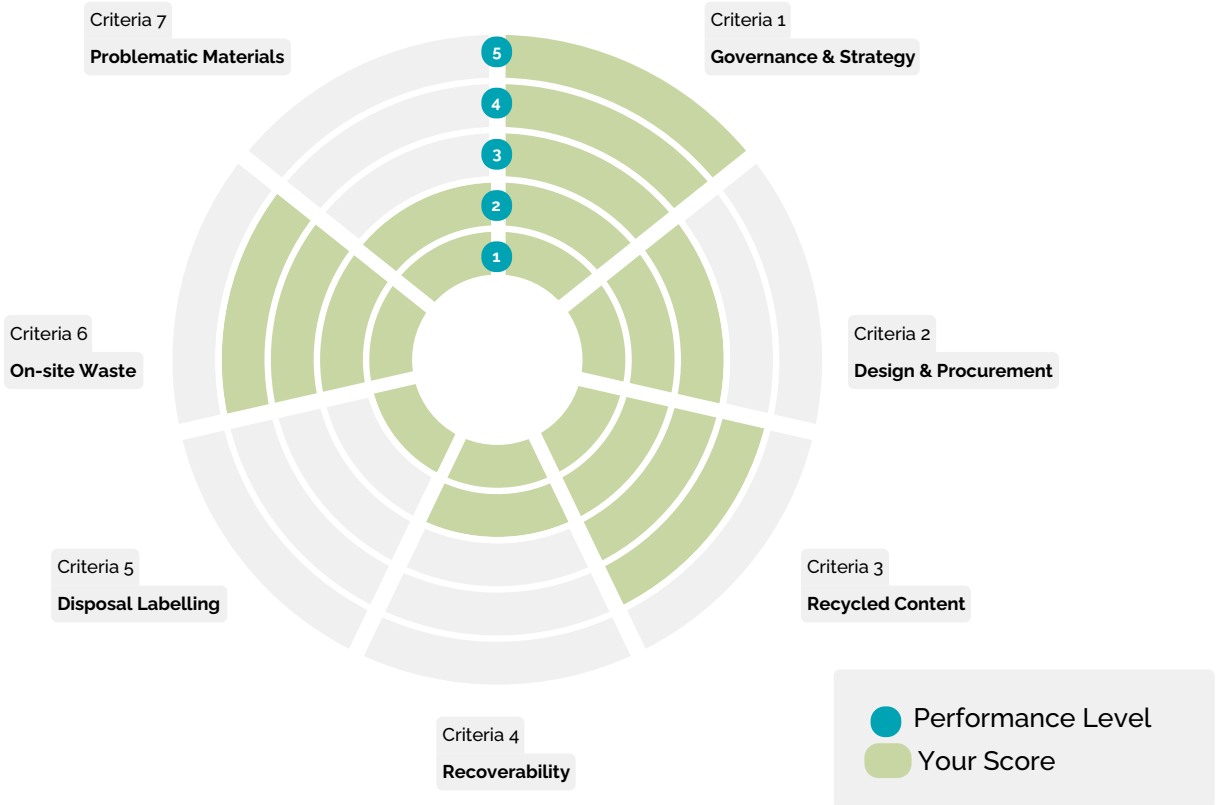 Criteria 7
Problematic Materials
Criteria 1
Governance & Strategy
5
4
3
2
1
Criteria 6
On-site Waste
Criteria 2
Design & Procurement
Criteria 5
Disposal Labelling
Criteria 3
Recycled Content
Criteria 4
Recoverability
Performance Level
Your Score